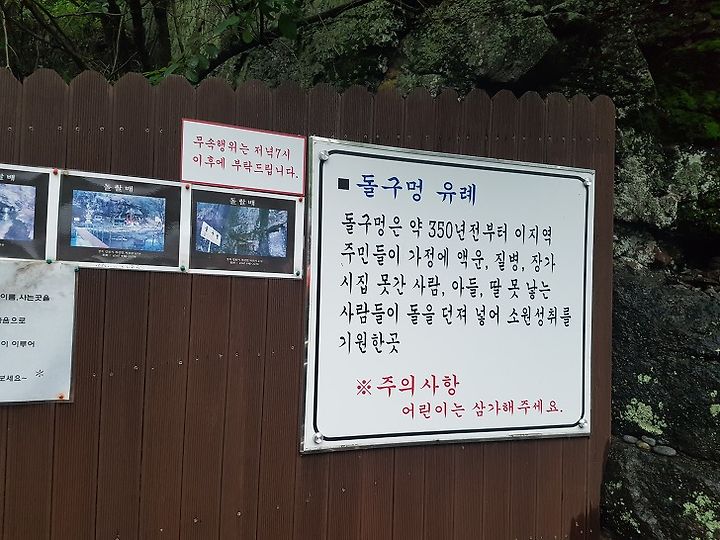 무속행위는 저녁7시
이후에 부탁드립니다.
돌할배
돌할배
돌할배
■ 돌구멍 유례
돌구멍은 약 350년전부터 이지역
주민들이 가정에 액운, 질병, 장가
시집 못간 사람, 아들, 딸 못 낳는
사람들이 돌을 던져 넣어 소원성취를
기원한곳
※ 주의사항
어린이는 삼가해주세요.
이름, 사는곳을
음으로
이 이루어
보세요~ ※